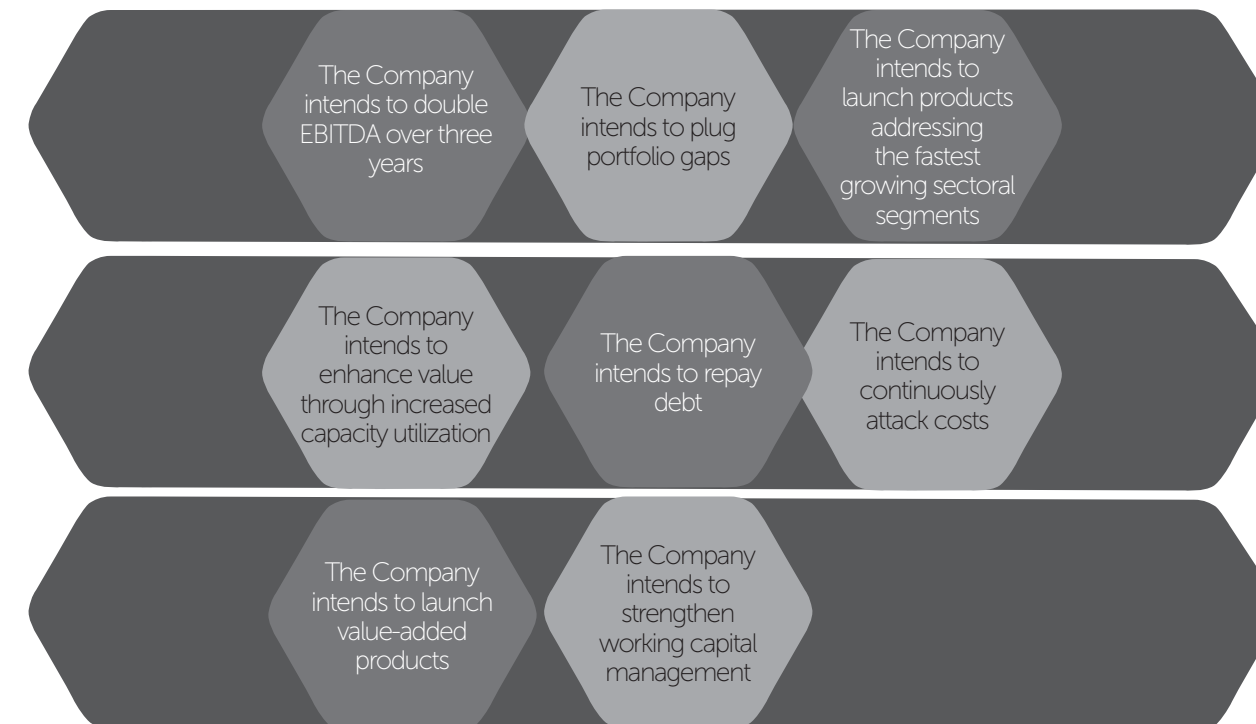 The Company
intends to double
EBITDA over three
years
The Company
intends to plug
portfolio gaps
The Company
intends to
launch products
addressing
the fastest
growing sectoral
segments
The Company
intends to
enhance value
through increased
capacity utilization
The Company
intends to repay
debt
The Company
intends to
continuously
attack costs
The Company
intends to launch
value-added
products
The Company
intends to
strengthen
working capital
management